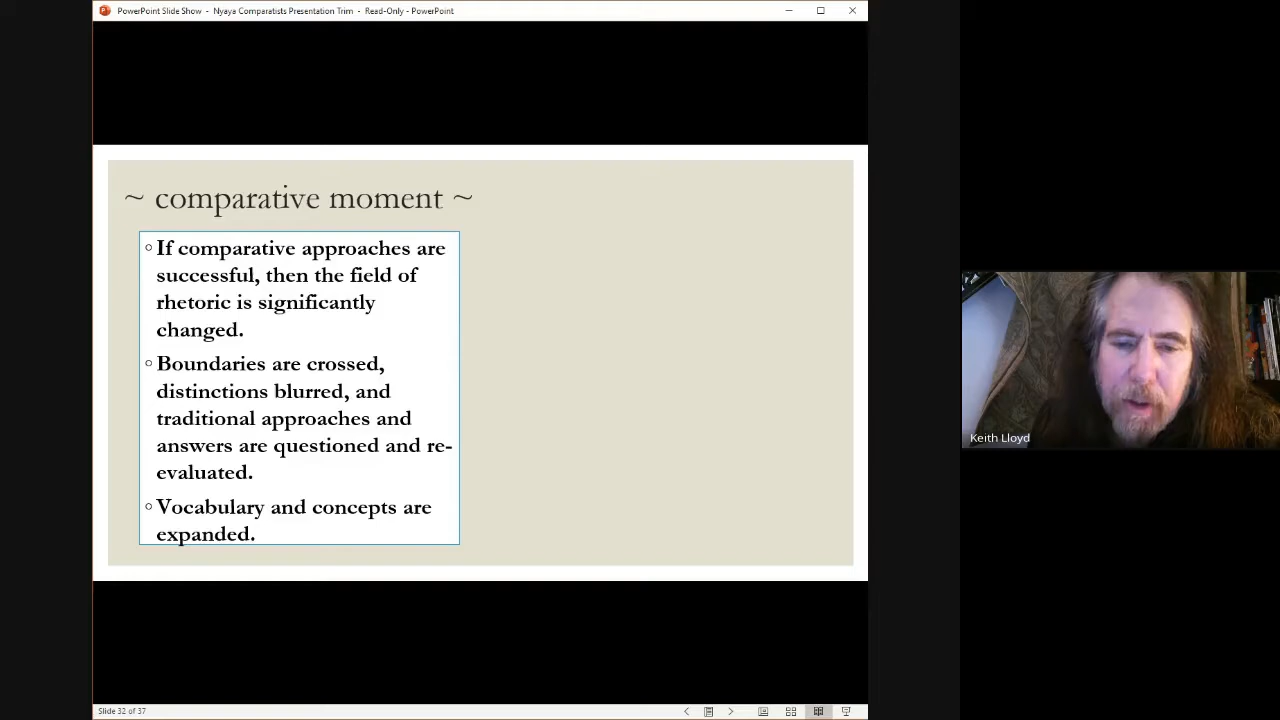 PowerPoint Slide Show - Nyaya Comparatists Presentation Trim - Read-Only - PowerPoint
~ comparative moment ~
◦ If comparative approaches are
successful, then the field of
rhetoric is significantly
changed.
◦ Boundaries are crossed,
distinctions blurred, and
traditional approaches and
answers are questioned and re-
evaluated.
◦ Vocabulary and concepts are
expanded.
Keith Lloyd
Slide 32 of 37